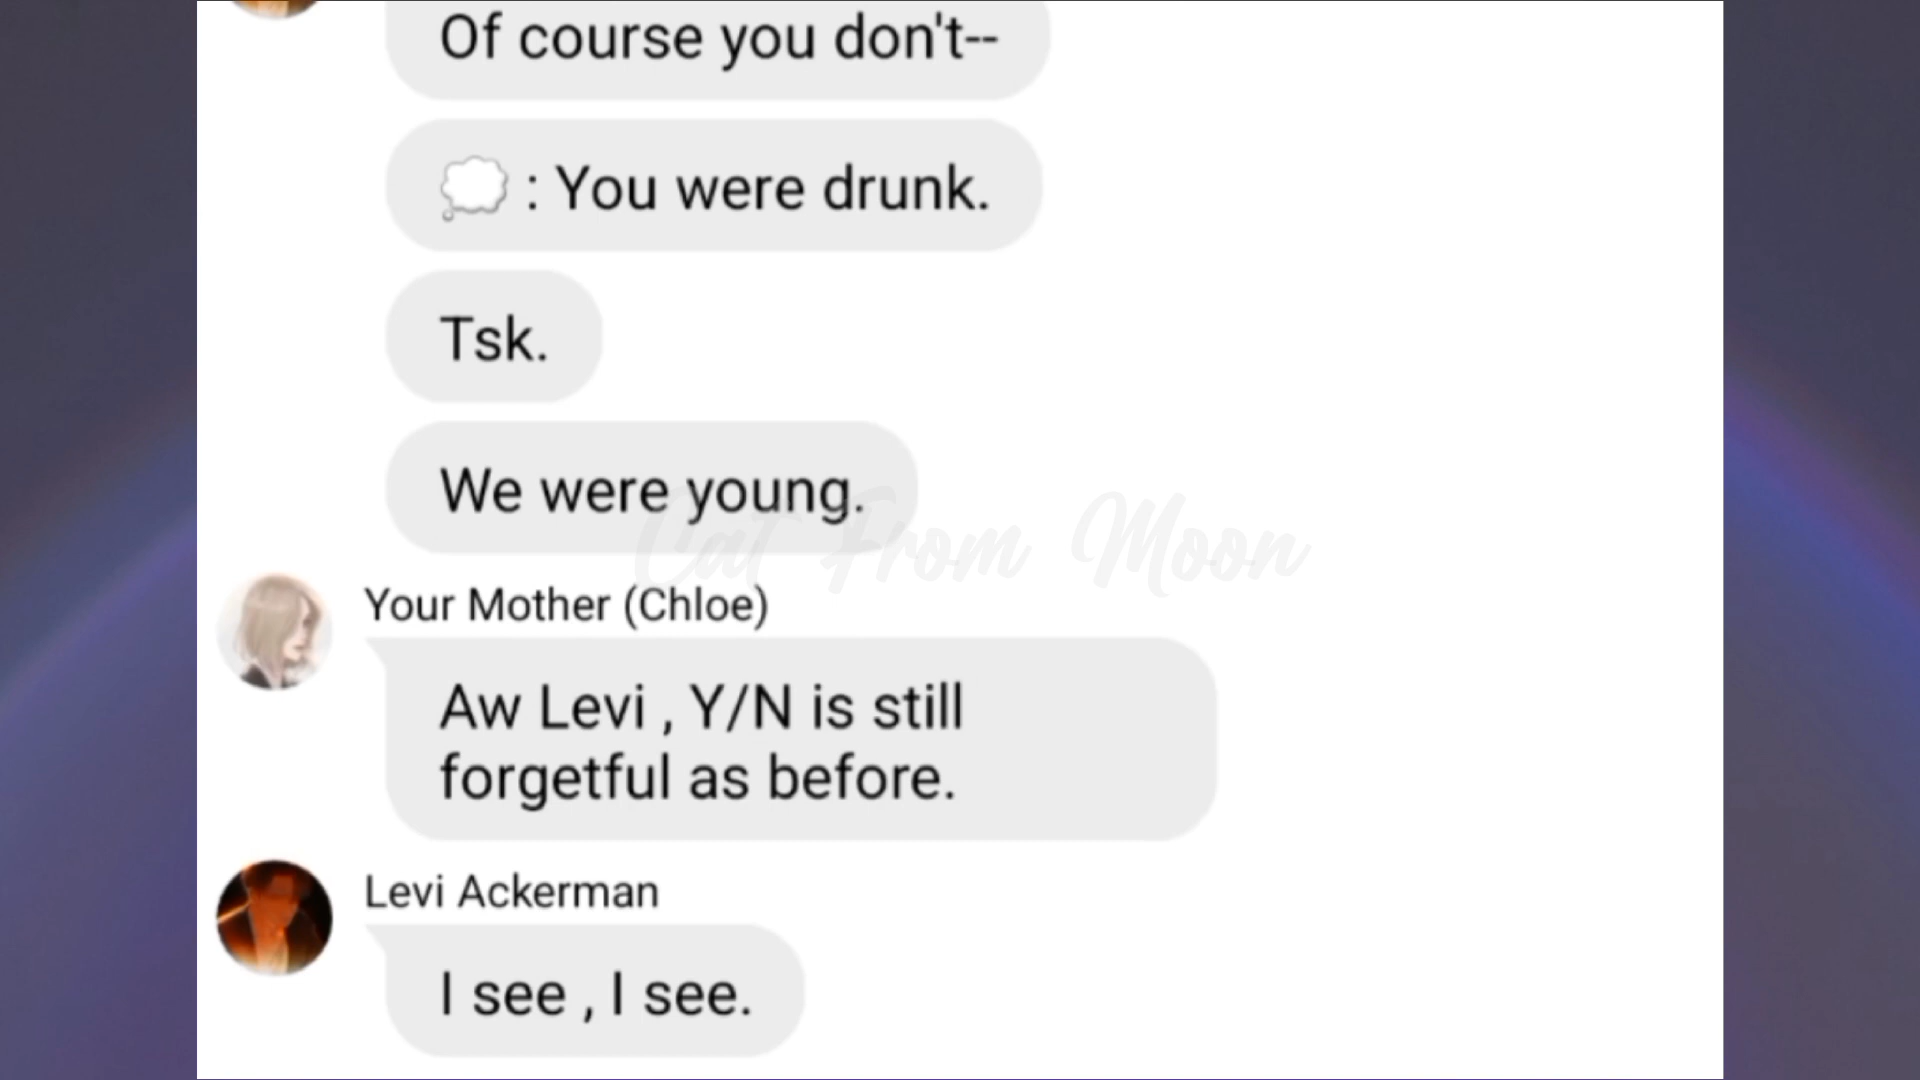 Of course you don't--
💭 : You were drunk.
Tsk.
We were young.
Cat From Moon
Your Mother (Chloe)
Aw Levi , Y/N is still
forgetful as before.
Levi Ackerman
I see , I see.